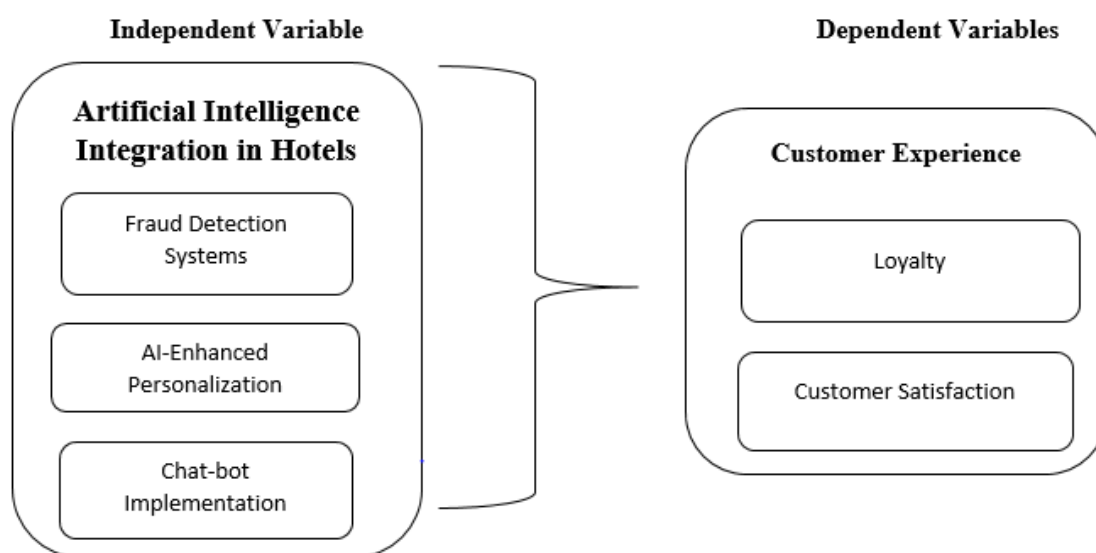 Independent Variable
Dependent Variables
Artificial Intelligence
Integration in Hotels
Fraud Detection
Systems
AI-Enhanced
Personalization
Chat-bot
Implementation
Customer Experience
Loyalty
Customer Satisfaction